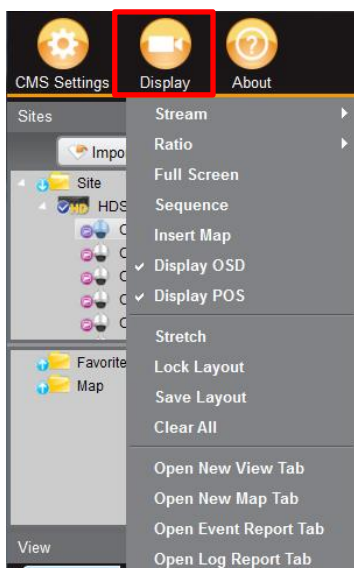 CMS Settings Display About
Sites
Impo
Site
HD HDS
Favorite
Map
View
Stream
Ratio
Full Screen
Sequence
Insert Map
Display OSD
Display POS
Stretch
Lock Layout
Save Layout
Clear All
Open New View Tab
Open New Map Tab
Open Event Report Tab
Open Log Report Tab